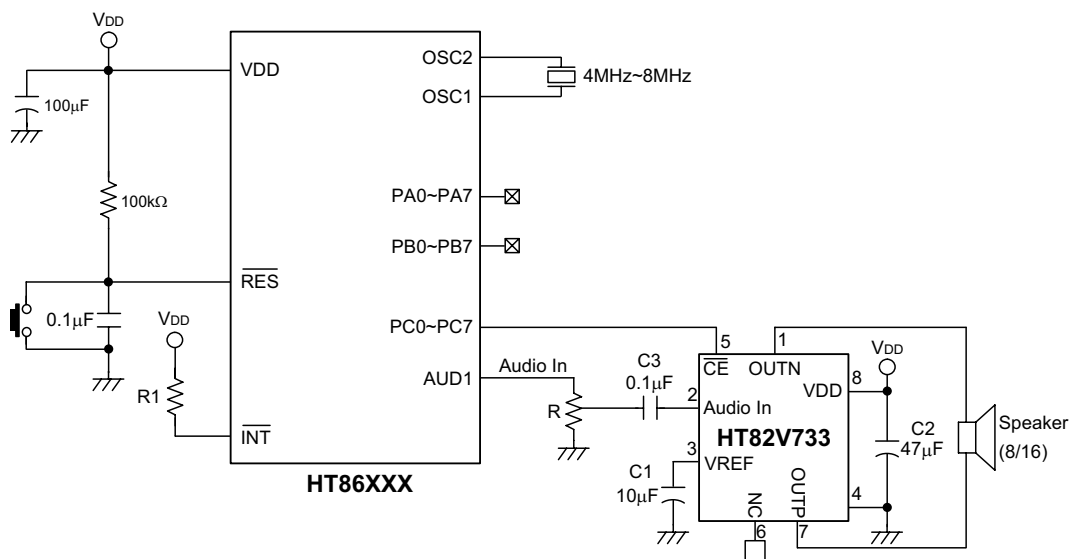 VDD
100µF
VDD
OSC2
OSC1
4MHz~8MHz
100kΩ
PA0~PA7
PB0~PB7
RES
0.1µF
VDD
R1
INT
PC0~PC7
AUD1
Audio In
HT86XXX
R
C3
0.1µF
5
CE
1
OUTN
VDD
8
VDD
2
Audio In
HT82V733
3
VREF
C1
10µF
NC
6
OUTP
7
4
C2
47µF
Speaker
(8/16)